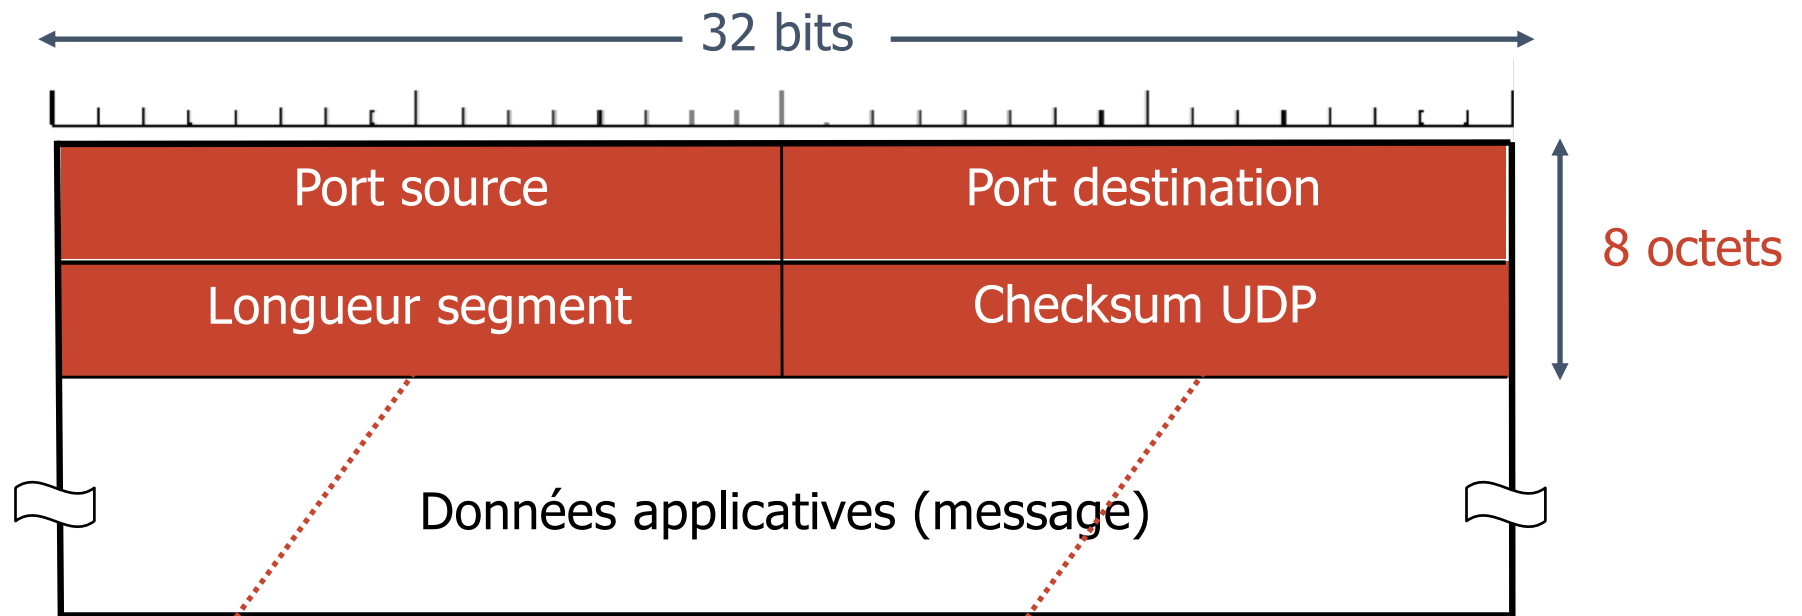 32 bits
Port source
Port destination
8 octets
Longueur segment
Checksum UDP
Données applicatives (message)